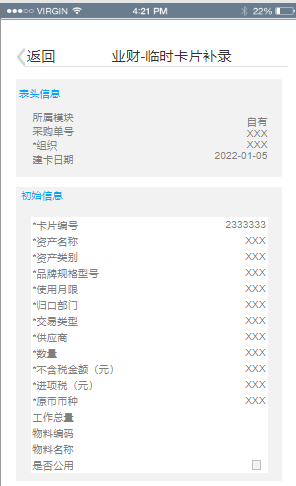 VIRGIN 4:21 PM 22%
返回 业财-临时卡片补录
表头信息
所属模块 自有
采购单号 XXX
*组织 XXX
建卡日期 2022-01-05
初始信息
*卡片编号 2333333
*资产名称 XXX
*资产类别 XXX
*品牌规格型号 XXX
*使用月限 XXX
*归口部门 XXX
*交易类型 XXX
*供应商 XXX
*数量 XXX
*不含税金额（元） XXX
*进项税（元） XXX
*原币币种 XXX
工作总量
物料编码
物料名称
是否公用